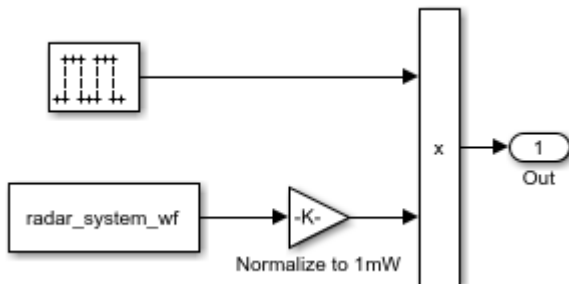 x
1
Out
radar_system_wf
-K-
Normalize to 1mW